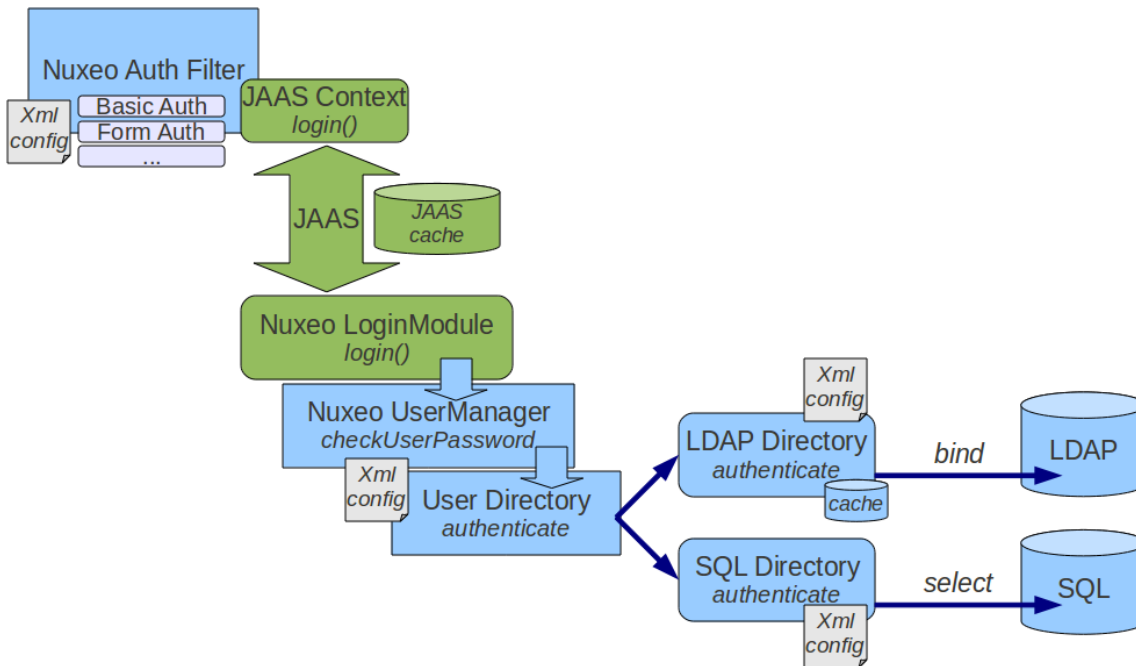 Nuxeo Auth Filter
Xml
config
Basic Auth
Form Auth
...
JAAS Context
login()
JAAS
JAAS
cache
Nuxeo LoginModule
login()
Nuxeo UserManager
checkUserPassword
Xml
config
User Directory
authenticate
Xml
config
LDAP Directory
authenticate
cache
bind
LDAP
SQL Directory
authenticate
Xml
config
select
SQL